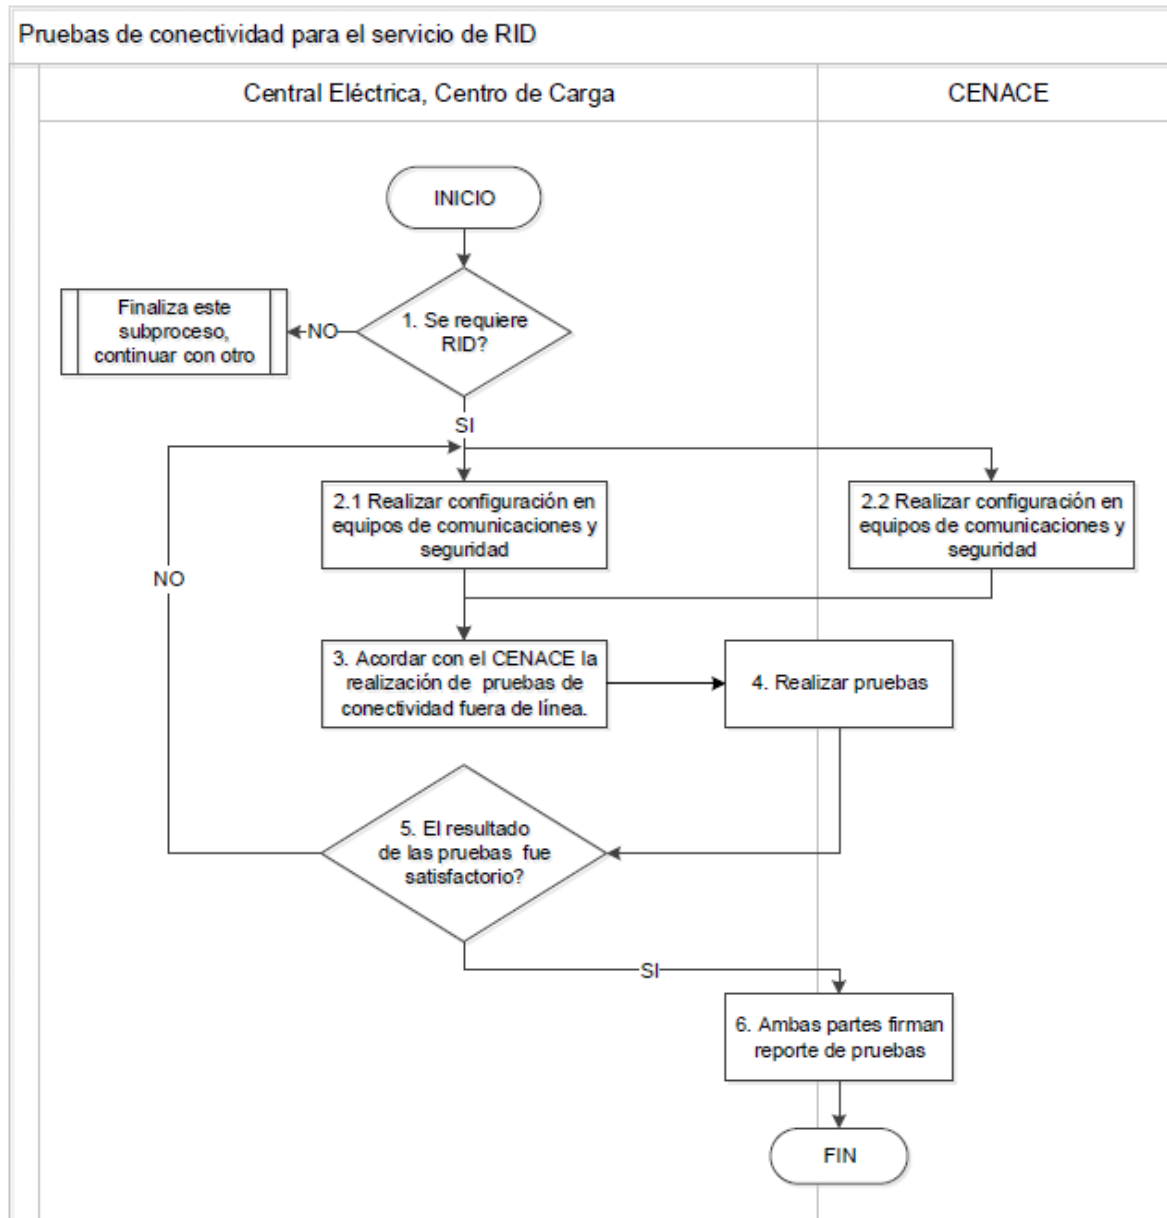 Pruebas de conectividad para el servicio de RID
Central Eléctrica, Centro de Carga
CENACE
INICIO
1. Se requiere
RID?
NO
Finaliza este
subproceso,
continuar con otro
SI
2.1 Realizar configuración en
equipos de comunicaciones y
seguridad
2.2 Realizar configuración en
equipos de comunicaciones y
seguridad
NO
3. Acordar con el CENACE la
realización de pruebas de
conectividad fuera de línea.
4. Realizar pruebas
5. El resultado
de las pruebas fue
satisfactorio?
SI
6. Ambas partes firman
reporte de pruebas
FIN